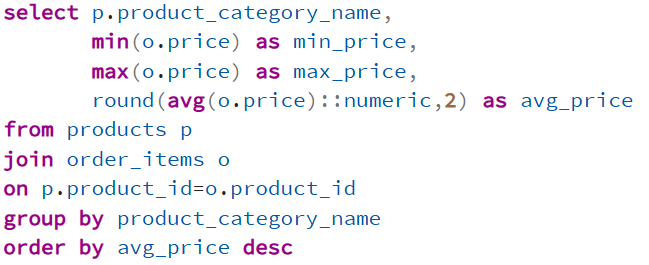 select p.product_category_name,
       min(o.price) as min_price,
       max(o.price) as max_price,
       round(avg(o.price)::numeric,2) as avg_price
from products p
join order_items o
on p.product_id=o.product_id
group by product_category_name
order by avg_price desc